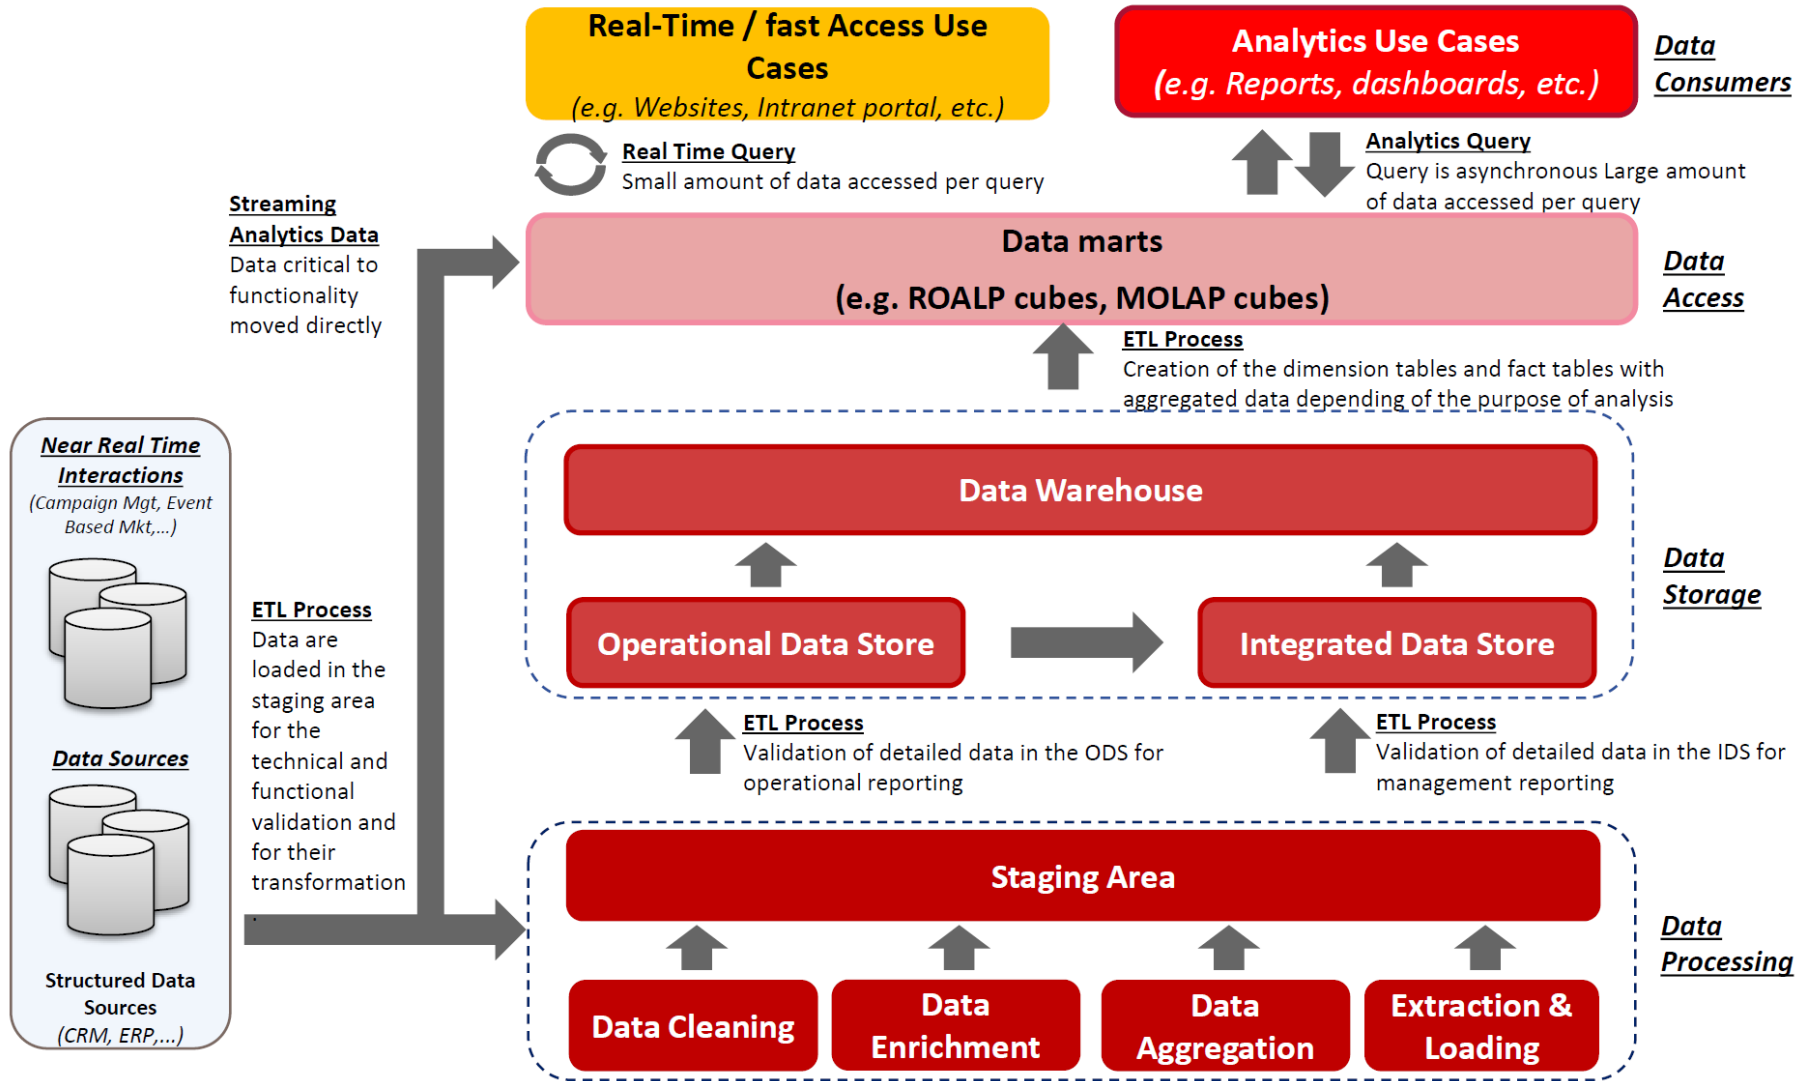 Real-Time / fast Access Use
Cases
(e.g. Websites, Intranet portal, etc.)
Analytics Use Cases
(e.g. Reports, dashboards, etc.)
Data
Consumers
Real Time Query
Small amount of data accessed per query
Analytics Query
Query is asynchronous Large amount
of data accessed per query
Streaming
Analytics Data
Data critical to
functionality
moved directly
Data marts
(e.g. ROALP cubes, MOLAP cubes)
Data
Access
ETL Process
Creation of the dimension tables and fact tables with
aggregated data depending of the purpose of analysis
Near Real Time
Interactions
(Campaign Mgt, Event
Based Mkt,...)
Data Sources
Structured Data
Sources
(CRM, ERP,...)
ETL Process
Data are
loaded in the
staging area
for the
technical and
functional
validation and
for their
transformation
.
Data Warehouse
Operational Data Store
Integrated Data Store
Data
Storage
ETL Process
Validation of detailed data in the ODS for
operational reporting
ETL Process
Validation of detailed data in the IDS for
management reporting
Staging Area
Data Cleaning
Data
Enrichment
Data
Aggregation
Extraction &
Loading
Data
Processing